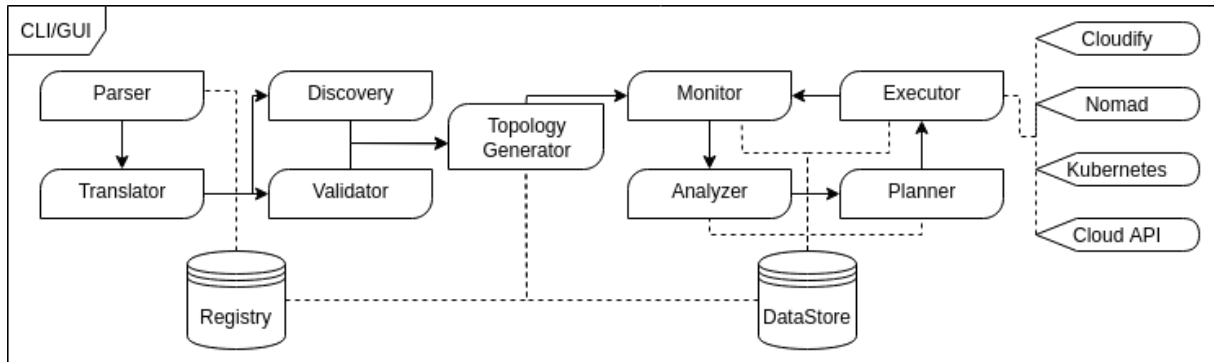 CLI/GUI
Parser
Discovery
Monitor
Executor
Cloudify
Nomad
Topology
Generator
Translator
Validator
Analyzer
Planner
Kubernetes
Cloud API
Registry
DataStore